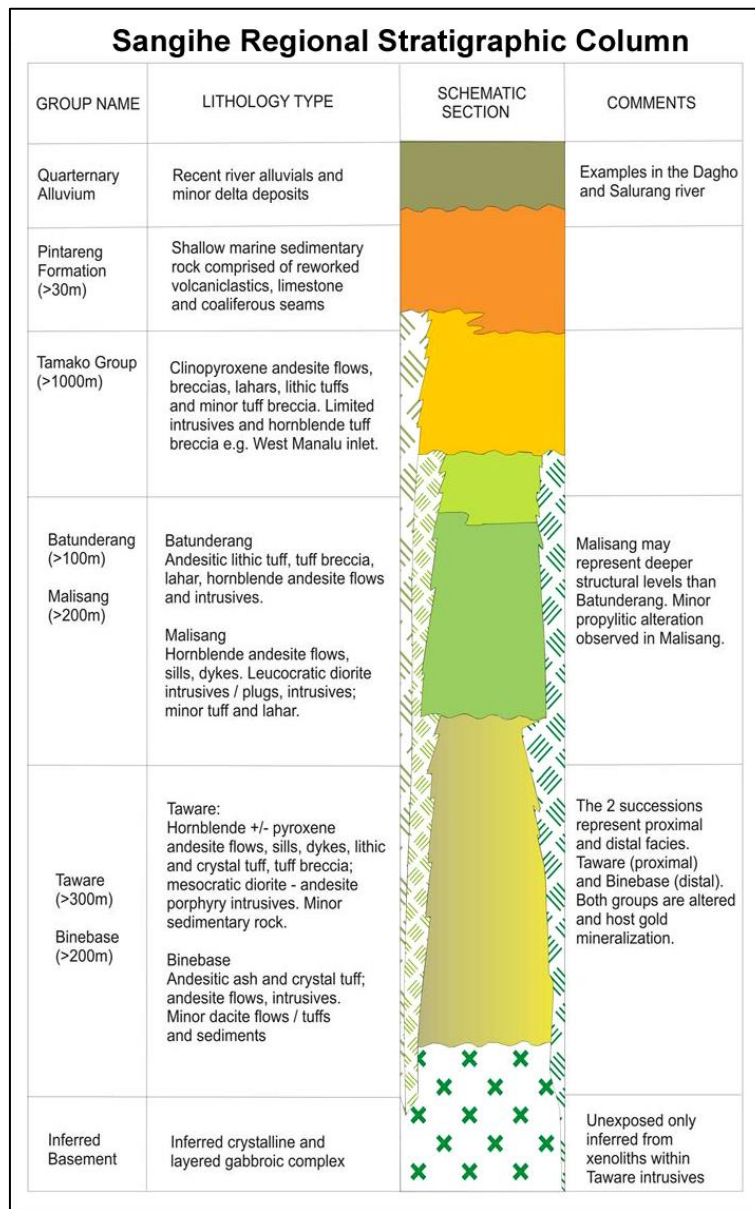 Sangihe Regional Stratigraphic Column
GROUP NAME
LITHOLOGY TYPE
SCHEMATIC
SECTION
COMMENTS
Quarternary
Alluvium
Recent river alluvials and
minor delta deposits
Examples in the Dagho
and Salurang river
Pintareng
Formation
(>30m)
Shallow marine sedimentary
rock comprised of reworked
volcaniclastics, limestone
and coaliferous seams
Tamako Group
(>1000m)
Clinopyroxene andesite flows,
breccias, lahars, lithic tuffs
and minor tuff breccia. Limited
intrusives and hornblende tuff
breccia e.g. West Manalu inlet.
Batunderang
(>100m)
Malisang
(>200m)
Batunderang
Andesitic lithic tuff, tuff breccia,
lahar, hornblende andesite flows
and intrusives.
Malisang
Hornblende andesite flows,
sills, dykes. Leucocratic diorite
intrusives / plugs, intrusives;
minor tuff and lahar.
Malisang may
represent deeper
structural levels than
Batunderang. Minor
propylitic alteration
observed in Malisang.
Taware
(>300m)
Binebase
(>200m)
Taware:
Hornblende +/- pyroxene
andesite flows, sills, dykes, lithic
and crystal tuff, tuff breccia;
mesocratic diorite - andesite
porphyry intrusives. Minor
sedimentary rock.
Binebase
Andesitic ash and crystal tuff;
andesite flows, intrusives.
Minor dacite flows / tuffs
and sediments
The 2 successions
represent proximal
and distal facies.
Taware (proximal)
and Binebase (distal).
Both groups are altered
and host gold
mineralization.
Inferred
Basement
Inferred crystalline and
layered gabbroic complex
Unexposed only
inferred from
xenoliths within
Taware intrusives